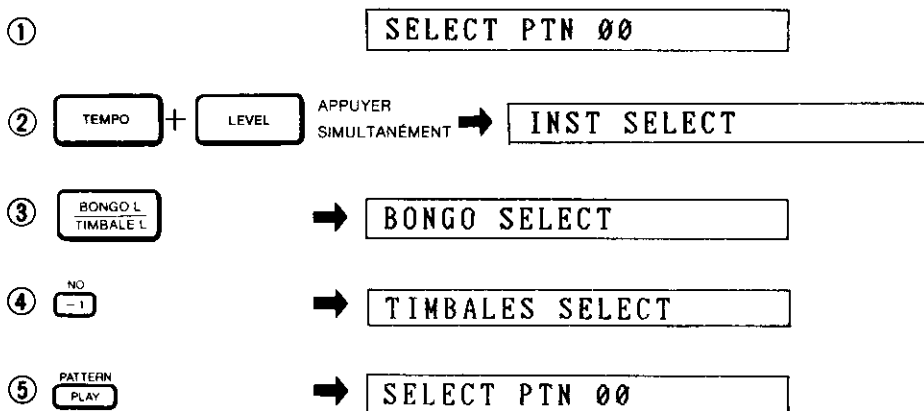 ① SELECT PTN 00
② TEMPO + LEVEL APPUYER SIMULTANÉMENT ➡ INST SELECT
③ BONGO L TIMBALE L ➡ BONGO SELECT
④ NO −1 ➡ TIMBALES SELECT
⑤ PATTERN PLAY ➡ SELECT PTN 00